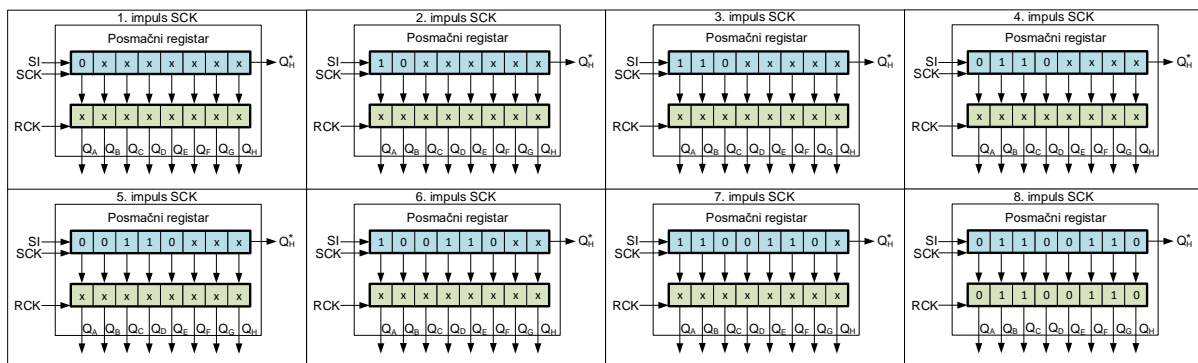 1. impuls SCK
Posmačni registar
SI 0 x x x x x x x Q*H
SCK
x x x x x x x x
RCK
QA QB QC QD QE QF QG QH
2. impuls SCK
Posmačni registar
SI 1 0 x x x x x x Q*H
SCK
x x x x x x x x
RCK
QA QB QC QD QE QF QG QH
3. impuls SCK
Posmačni registar
SI 1 1 0 x x x x x Q*H
SCK
x x x x x x x x
RCK
QA QB QC QD QE QF QG QH
4. impuls SCK
Posmačni registar
SI 0 1 1 0 x x x x Q*H
SCK
x x x x x x x x
RCK
QA QB QC QD QE QF QG QH
5. impuls SCK
Posmačni registar
SI 0 0 1 1 0 x x x Q*H
SCK
x x x x x x x x
RCK
QA QB QC QD QE QF QG QH
6. impuls SCK
Posmačni registar
SI 1 0 0 1 1 0 x x Q*H
SCK
x x x x x x x x
RCK
QA QB QC QD QE QF QG QH
7. impuls SCK
Posmačni registar
SI 1 1 0 0 1 1 0 x Q*H
SCK
x x x x x x x x
RCK
QA QB QC QD QE QF QG QH
8. impuls SCK
Posmačni registar
SI 0 1 1 0 0 1 1 0 Q*H
SCK
0 1 1 0 0 1 1 0
RCK
QA QB QC QD QE QF QG QH